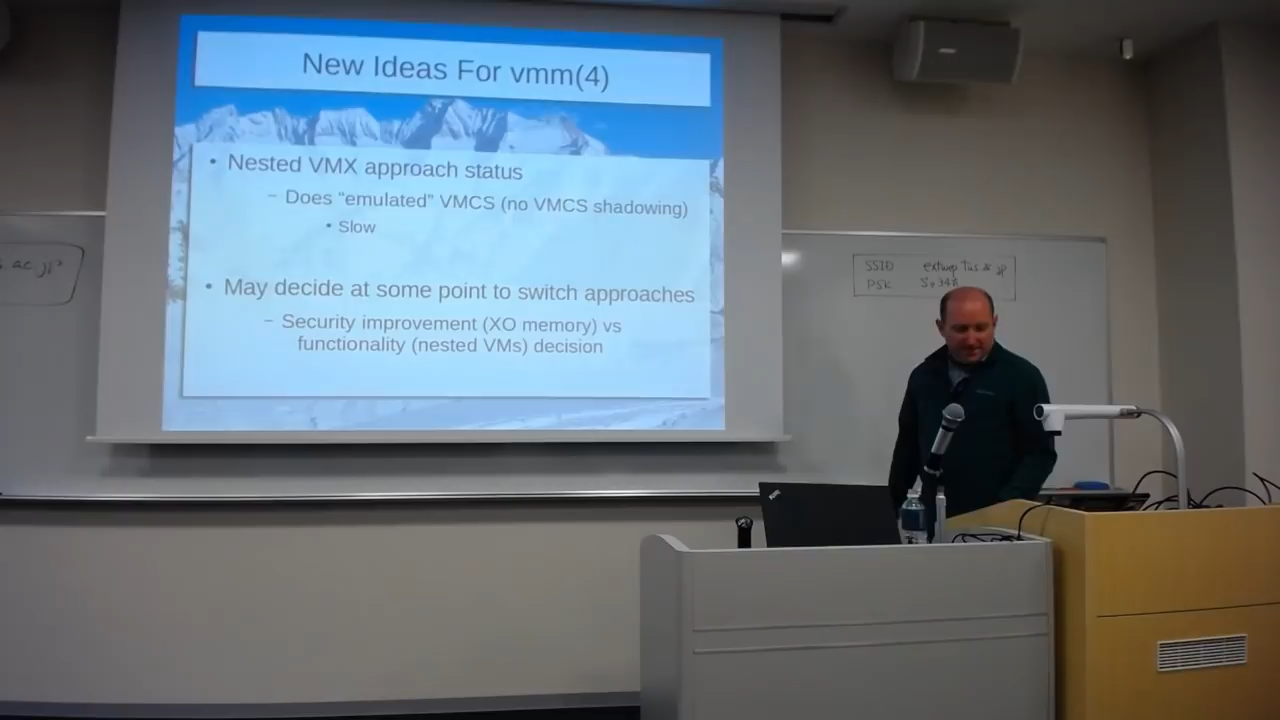 New Ideas For vmm(4)
• Nested VMX approach status
– Does “emulated” VMCS (no VMCS shadowing)
• Slow
• May decide at some point to switch approaches
– Security improvement (XO memory) vs
functionality (nested VMs) decision
SSID
PSK